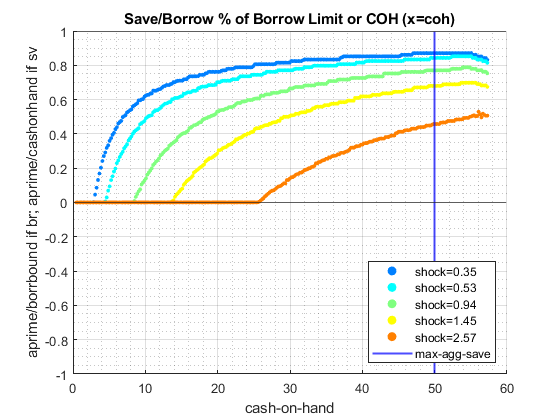 Save/Borrow % of Borrow Limit or COH (x=coh)
aprime/borrbound if br; aprime/cashonhand if sv
1
0.8
0.6
0.4
0.2
0
-0.2
-0.4
-0.6
-0.8
-1
shock=0.35
shock=0.53
shock=0.94
shock=1.45
shock=2.57
max-agg-save
0 10 20 30 40 50 60
cash-on-hand